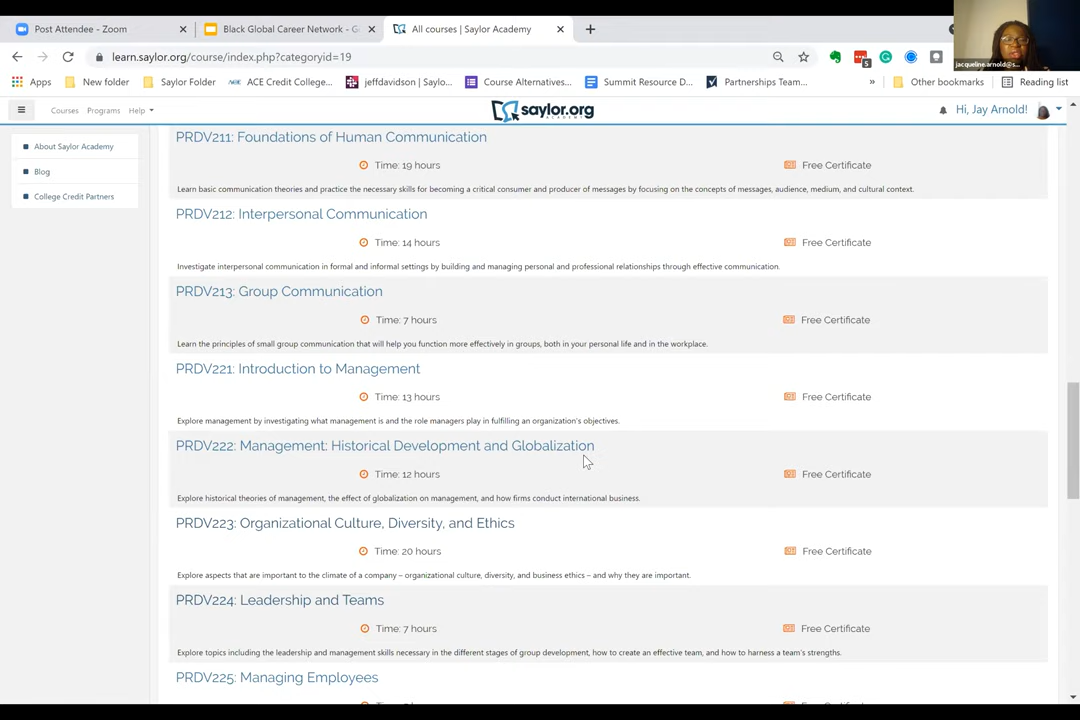 Post Attendee - Zoom
Black Global Career Network - G
All courses | Saylor Academy
learn.saylor.org/course/index.php?categoryid=19
Apps
New folder
Saylor Folder
ACE Credit College...
jeffdavidson | Saylo...
Course Alternatives...
Summit Resource D...
Partnerships Team...
»
Other bookmarks
Reading list
jacqueline.arnold@s...
Courses
Programs
Help
saylor.org
ACADEMY
Hi, Jay Arnold!
About Saylor Academy
Blog
College Credit Partners
PRDV211: Foundations of Human Communication
Time: 19 hours
Free Certificate
Learn basic communication theories and practice the necessary skills for becoming a critical consumer and producer of messages by focusing on the concepts of messages, audience, medium, and cultural context.
PRDV212: Interpersonal Communication
Time: 14 hours
Free Certificate
Investigate interpersonal communication in formal and informal settings by building and managing personal and professional relationships through effective communication.
PRDV213: Group Communication
Time: 7 hours
Free Certificate
Learn the principles of small group communication that will help you function more effectively in groups, both in your personal life and in the workplace.
PRDV221: Introduction to Management
Time: 13 hours
Free Certificate
Explore management by investigating what management is and the role managers play in fulfilling an organization's objectives.
PRDV222: Management: Historical Development and Globalization
Time: 12 hours
Free Certificate
Explore historical theories of management, the effect of globalization on management, and how firms conduct international business.
PRDV223: Organizational Culture, Diversity, and Ethics
Time: 20 hours
Free Certificate
Explore aspects that are important to the climate of a company – organizational culture, diversity, and business ethics – and why they are important.
PRDV224: Leadership and Teams
Time: 7 hours
Free Certificate
Explore topics including the leadership and management skills necessary in the different stages of group development, how to create an effective team, and how to harness a team's strengths.
PRDV225: Managing Employees